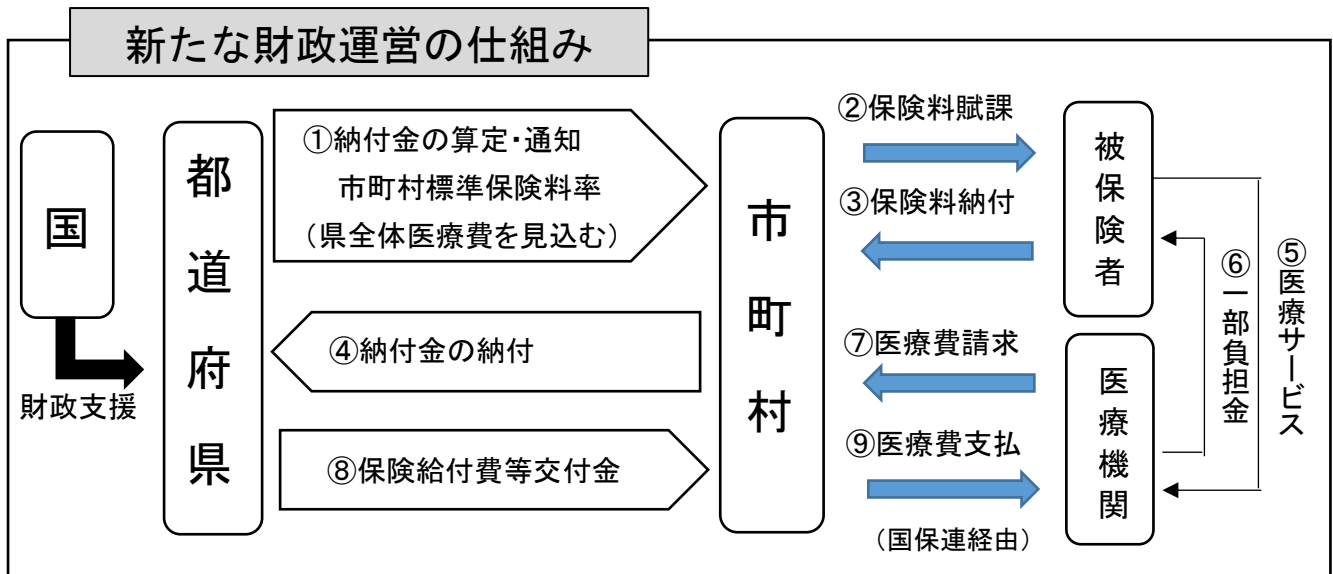 新たな財政運営の仕組み
国
財政支援
都道府県
①納付金の算定・通知
市町村標準保険料率
（県全体医療費を見込む）
④納付金の納付
⑧保険給付費等交付金
市町村
②保険料賦課
③保険料納付
⑦医療費請求
⑨医療費支払
（国保連経由）
被保険者
医療機関
⑥一部負担金
⑤医療サービス